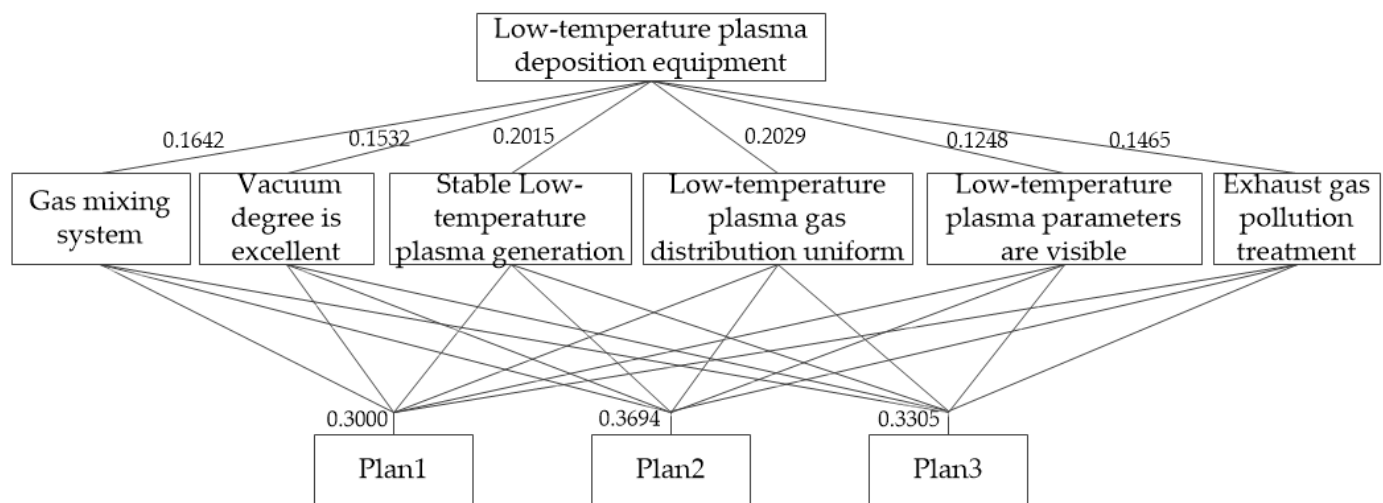 Low-temperature plasma
deposition equipment
0.1642
0.1532
0.2015
0.2029
0.1248
0.1465
Gas mixing
system
Vacuum
degree is
excellent
Stable Low-
temperature
plasma generation
Low-temperature
plasma gas
distribution uniform
Low-temperature
plasma parameters
are visible
Exhaust gas
pollution
treatment
0.3000
0.3694
0.3305
Plan1
Plan2
Plan3